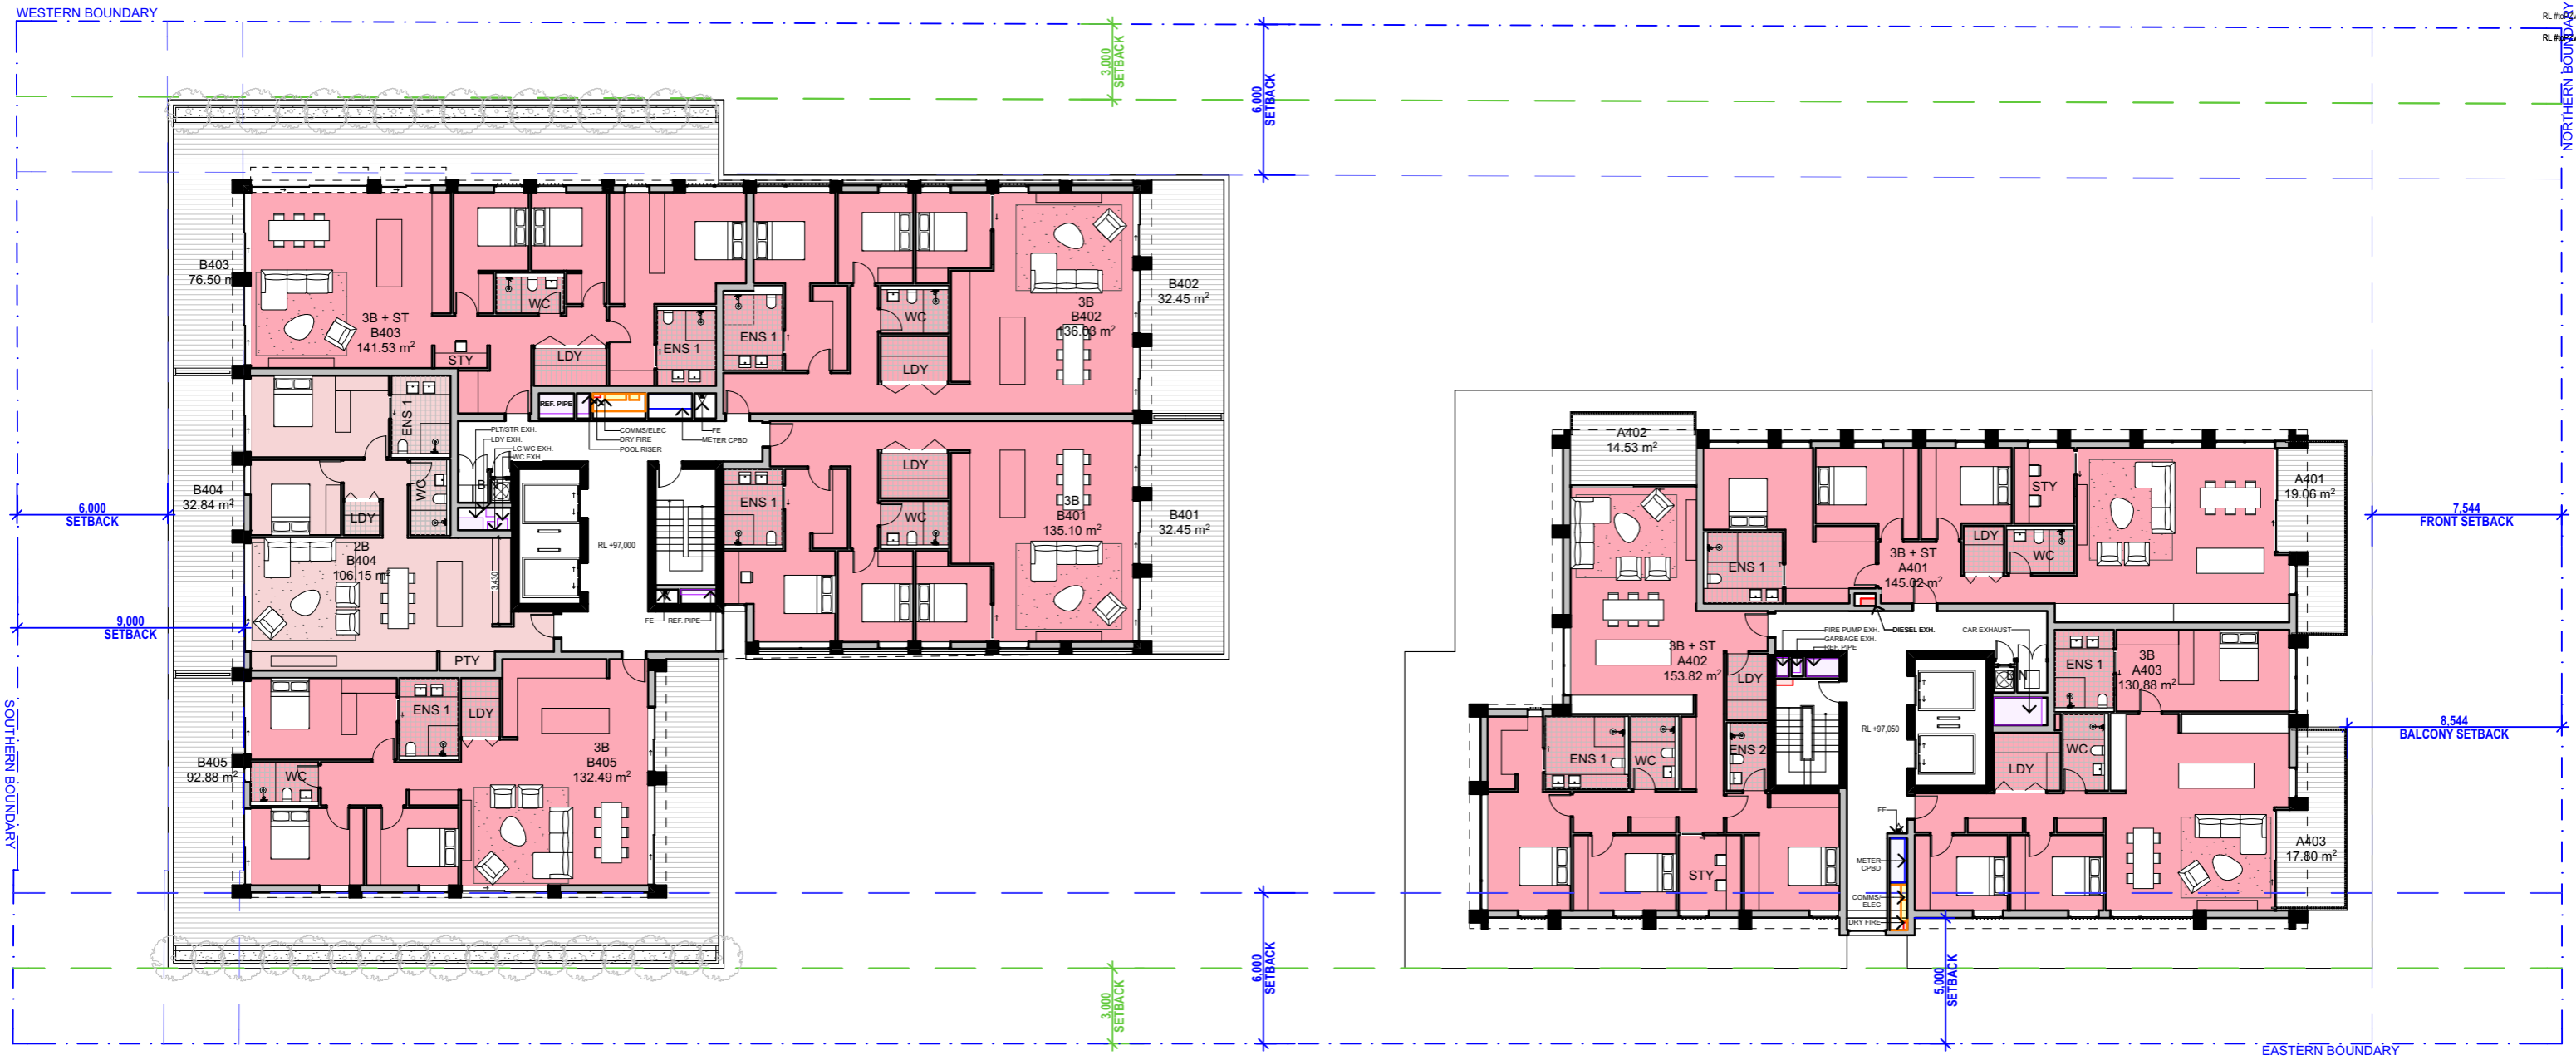 WESTERN BOUNDARY
NORTHERN BOUNDARY
3,000
SETBACK
6,000
SETBACK
B403
76.50 m²
3B + ST
B403
141.53 m²
STY
WC
LDY
ENS 1
ENS 1
WC
LDY
3B
B402
136.03 m²
B402
32.45 m²
REF. PIPE
PLT/STR EXH.
LDY EXH.
LG WC EXH.
WC EXH.
COMMS/ELEC
DRY FIRE
POOL RISER
FE
METER CPBD
ENS 1
WC
LDY
B404
32.84 m²
2B
B404
106.15 m²
3,430
PTY
RL +97,000
FE
REF. PIPE
ENS 1
LDY
WC
3B
B401
135.10 m²
B401
32.45 m²
6,000
SETBACK
9,000
SETBACK
SOUTHERN BOUNDARY
B405
92.88 m²
ENS 1
LDY
WC
3B
B405
132.49 m²
A402
14.53 m²
3B + ST
A402
153.82 m²
ENS 1
3B + ST
A401
145.02 m²
LDY
WC
STY
A401
19.06 m²
7,544
FRONT SETBACK
FIRE PUMP EXH.
GARBAGE EXH.
REF. PIPE
DIESEL EXH.
CAR EXHAUST
BIN
LDY
ENS 1
WC
ENS 2
STY
RL +97,050
ENS 1
3B
A403
130.88 m²
WC
LDY
8,544
BALCONY SETBACK
A403
17.80 m²
FE
METER
CPBD
COMMS/
ELEC
DRY FIRE
3,000
SETBACK
6,000
SETBACK
5,000
SETBACK
EASTERN BOUNDARY